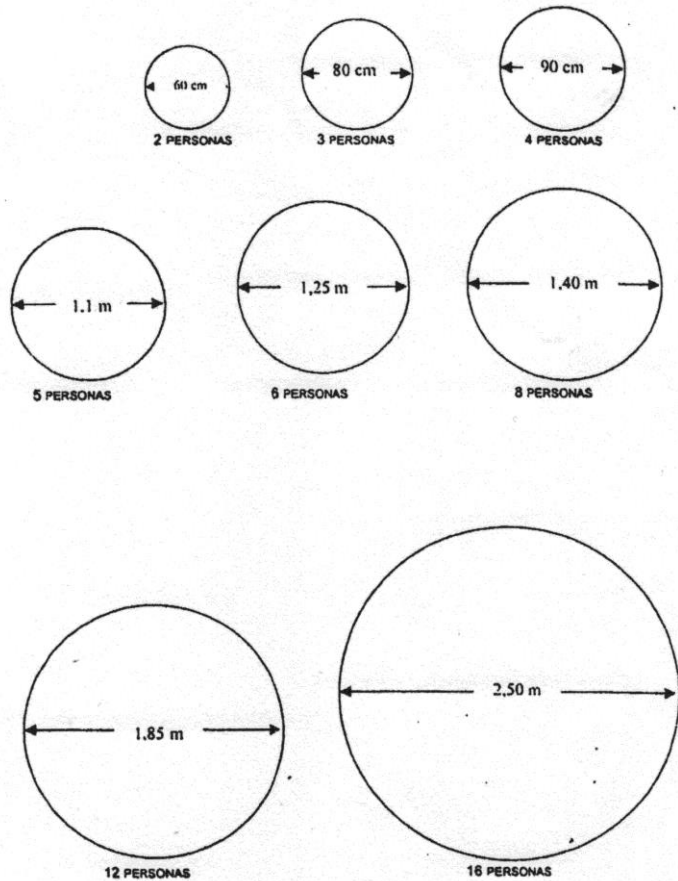 60 cm
80 cm
90 cm
2 PERSONAS
3 PERSONAS
4 PERSONAS
1.1 m
1,25 m
1,40 m
5 PERSONAS
6 PERSONAS
8 PERSONAS
1,85 m
2,50 m
12 PERSONAS
16 PERSONAS